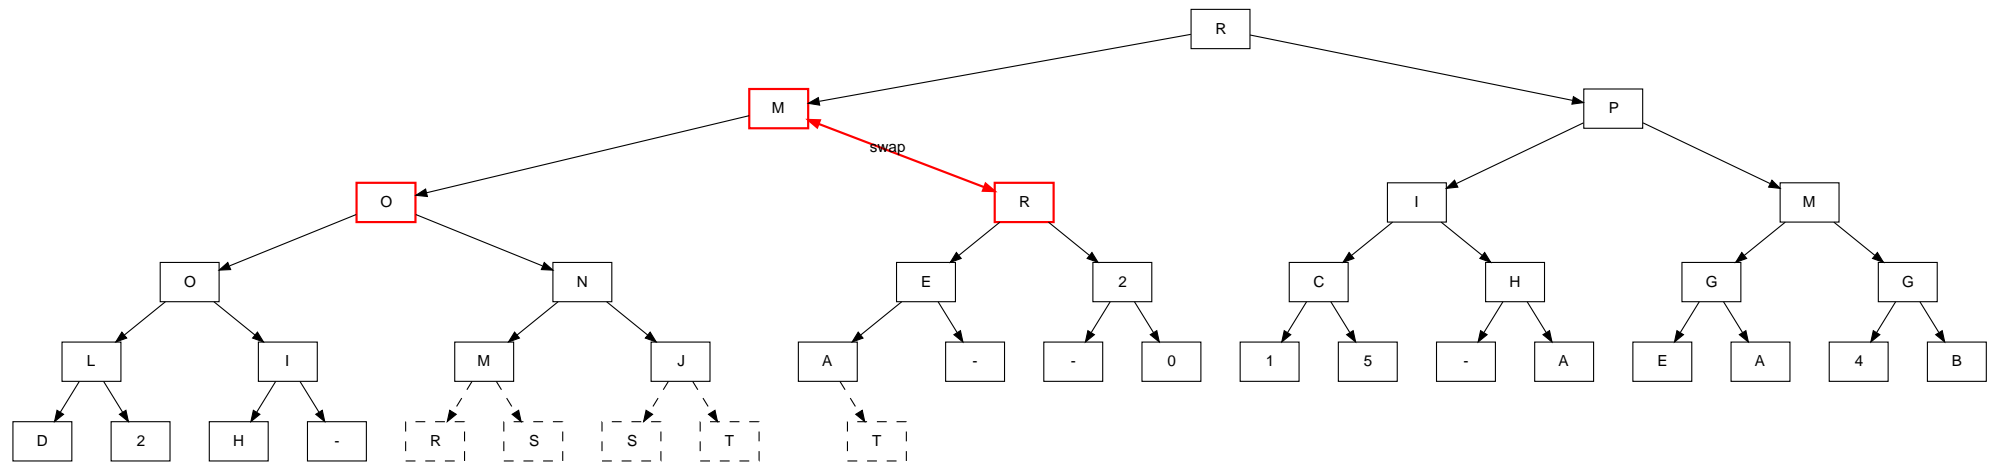 R
M P
swap
O R I M
O N E 2 C H G G
L I M J A - - 0 1 5 - A E A 4 B
D 2 H - R S S T T